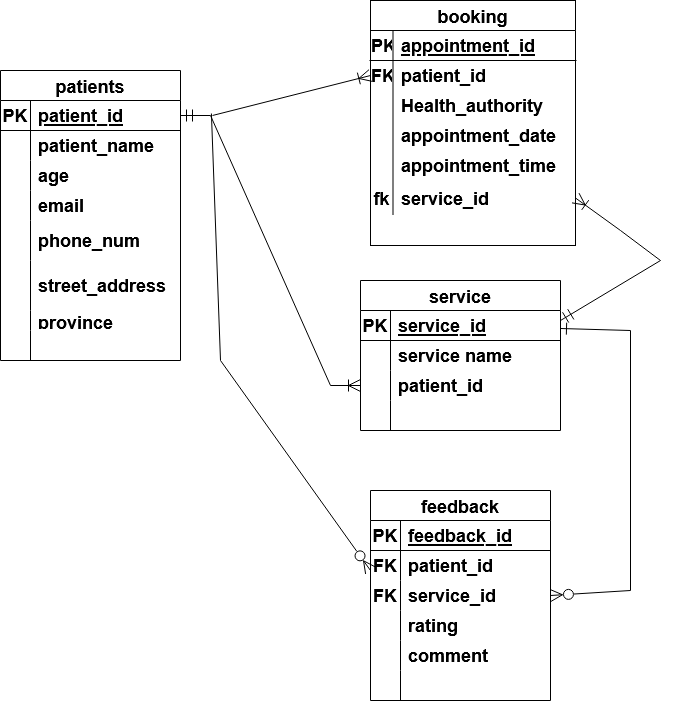 patients
PK patient_id
patient_name
age
email
phone_num
street_address
province
booking
PK appointment_id
FK patient_id
Health_authority
appointment_date
appointment_time
fk service_id
service
PK service_id
service name
patient_id
feedback
PK feedback_id
FK patient_id
FK service_id
rating
comment